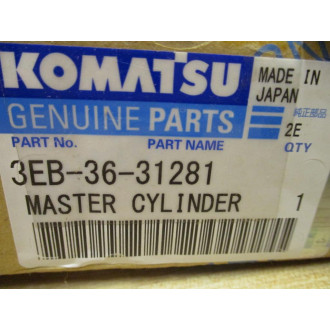 KOMATSU
MADE IN
JAPAN
GENUINE PARTS
純正部品
2E
PART No. PART NAME QTY
3EB-36-31281
MASTER CYLINDER 1